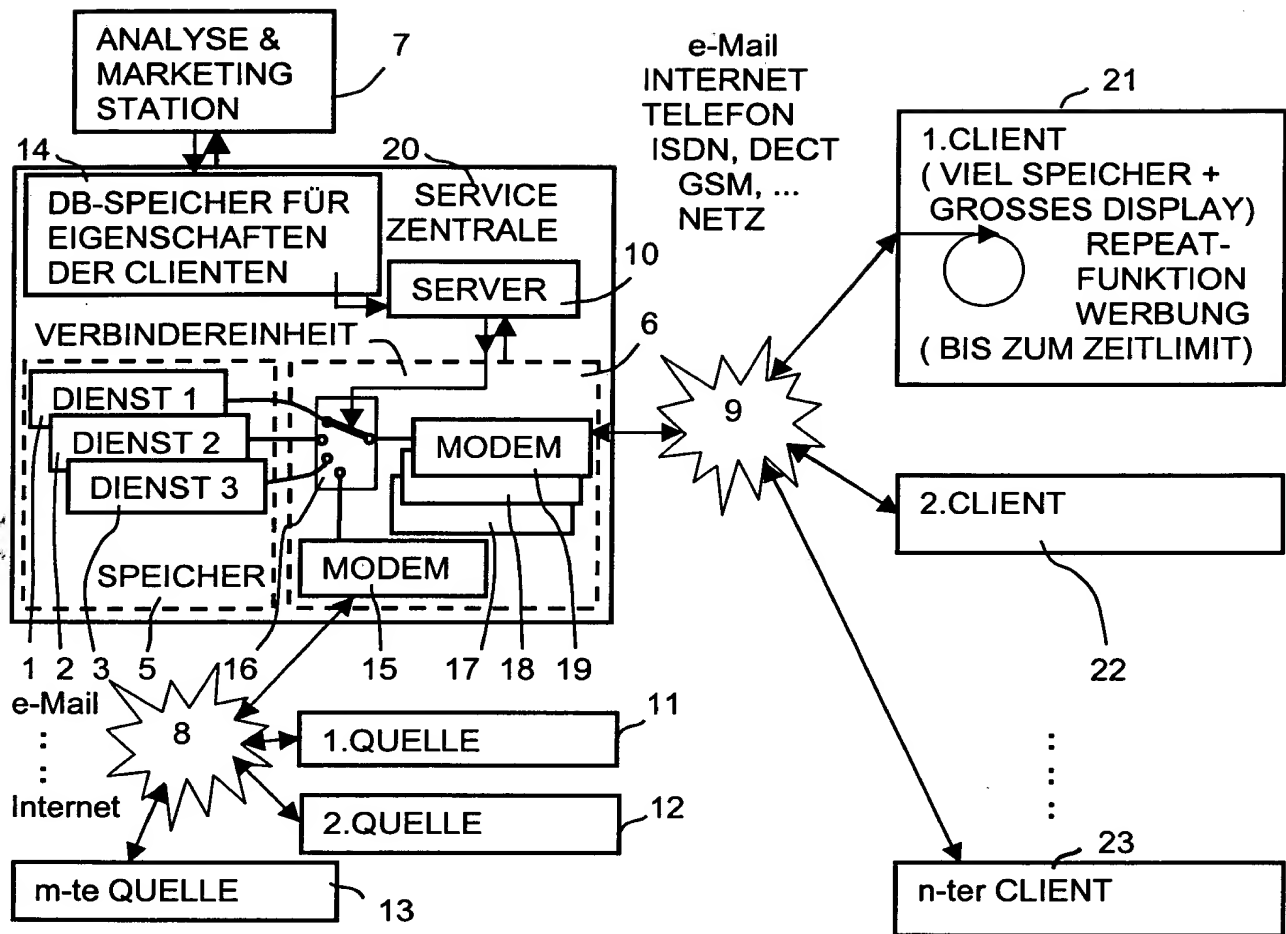 ANALYSE &
MARKETING
STATION
7
e-Mail
INTERNET
TELEFON
ISDN, DECT
GSM, ...
NETZ
21
1.CLIENT
( VIEL SPEICHER +
GROSSES DISPLAY)
REPEAT-
FUNKTION
WERBUNG
( BIS ZUM ZEITLIMIT)
14
20
DB-SPEICHER FÜR
EIGENSCHAFTEN
DER CLIENTEN
SERVICE
ZENTRALE
SERVER
10
VERBINDEREINHEIT
6
DIENST 1
DIENST 2
DIENST 3
MODEM
9
MODEM
SPEICHER
2.CLIENT
1
2
3
5
16
15
17
18
19
22
e-Mail
:
:
Internet
8
1.QUELLE
11
2.QUELLE
12
m-te QUELLE
13
:
:
23
n-ter CLIENT